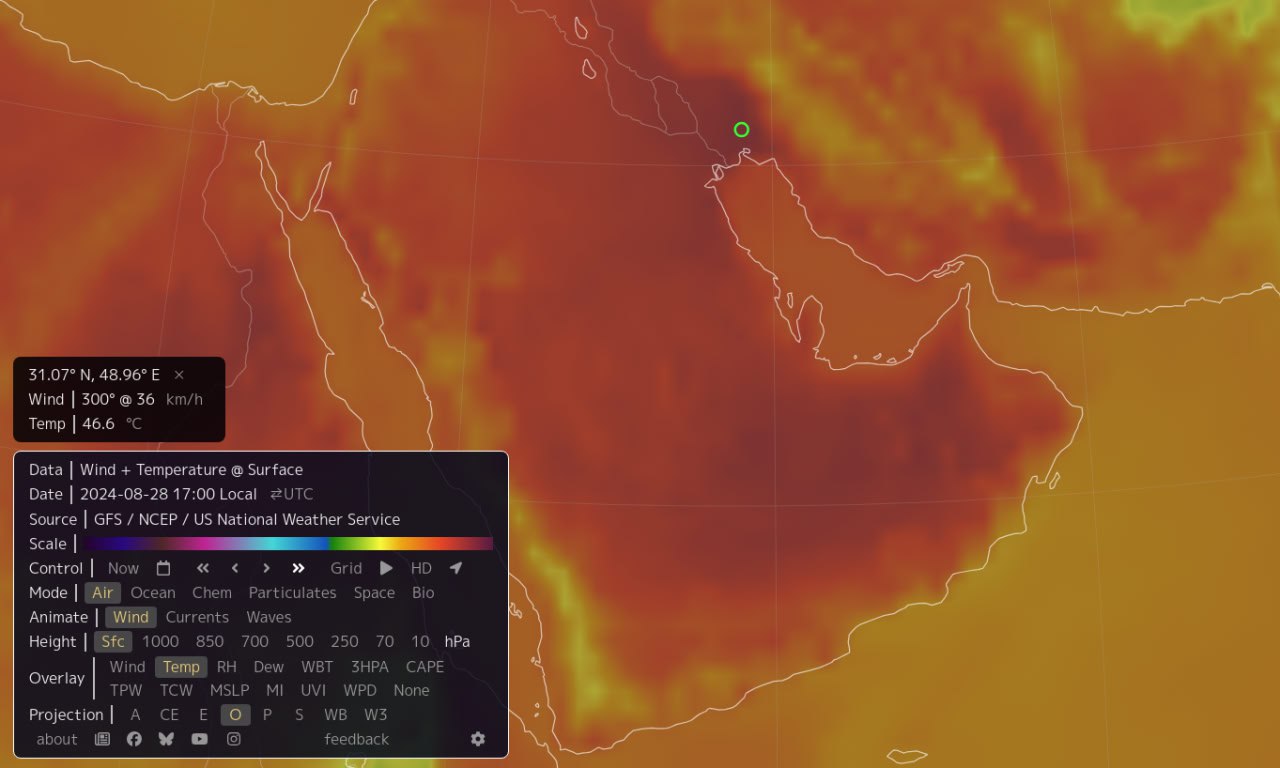 31.07° N, 48.96° E ×
Wind | 300° @ 36 km/h
Temp | 46.6 °C
Data | Wind + Temperature @ Surface
Date | 2024-08-28 17:00 Local ⇄UTC
Source | GFS / NCEP / US National Weather Service
Scale |
Control | Now « ‹ › » Grid ▶ HD
Mode | Air Ocean Chem Particulates Space Bio
Animate | Wind Currents Waves
Height | Sfc 1000 850 700 500 250 70 10 hPa
Overlay | Wind Temp RH Dew WBT 3HPA CAPE
TPW TCW MSLP MI UVI WPD None
Projection | A CE E O P S WB W3
about feedback